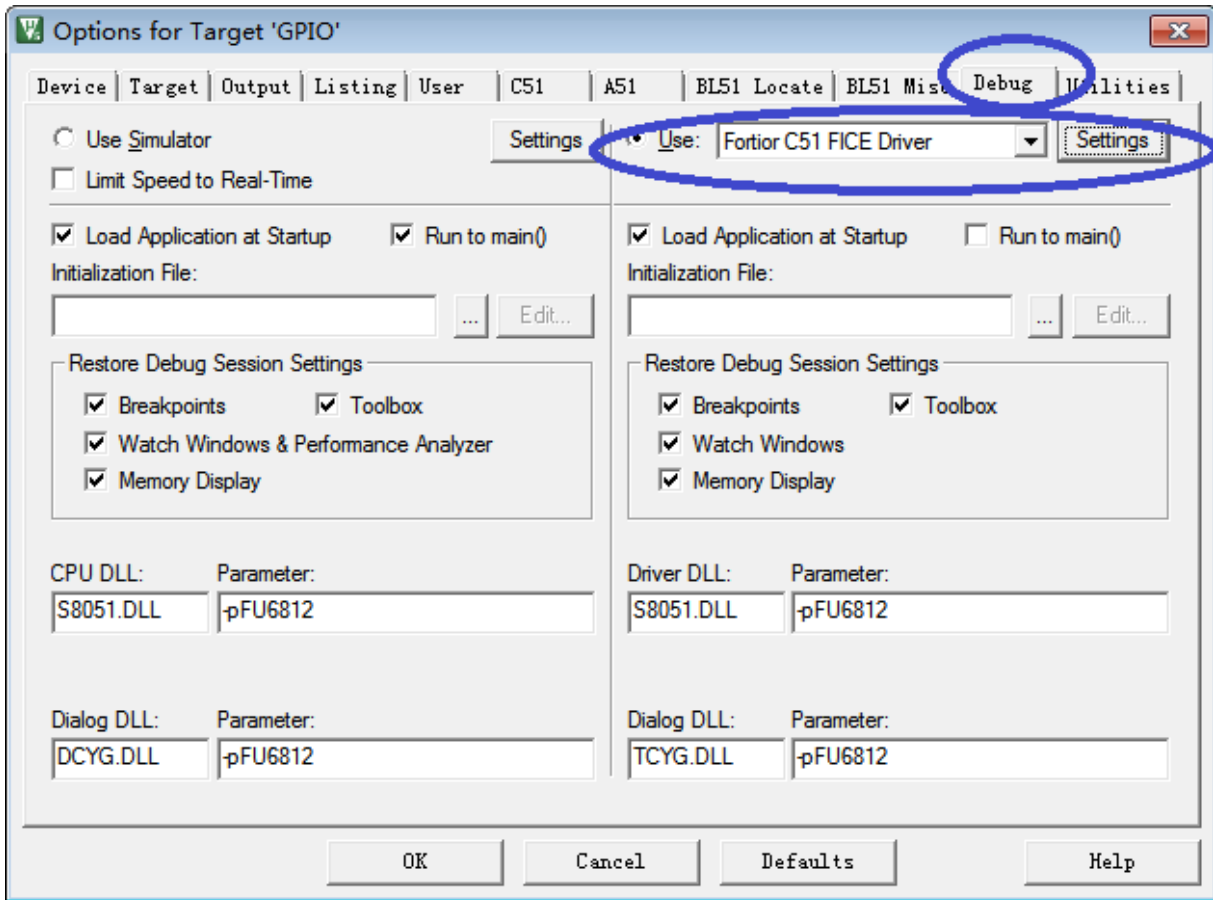 Options for Target 'GPIO'
Device Target Output Listing User C51 A51 BL51 Locate BL51 Misc Debug Utilities
Use Simulator Settings Use: Fortior C51 FICE Driver Settings
Limit Speed to Real-Time
Load Application at Startup Run to main() Load Application at Startup Run to main()
Initialization File: Initialization File:
... Edit... ... Edit...
Restore Debug Session Settings Restore Debug Session Settings
Breakpoints Toolbox Breakpoints Toolbox
Watch Windows & Performance Analyzer Watch Windows
Memory Display Memory Display
CPU DLL: Parameter: Driver DLL: Parameter:
S8051.DLL -pFU6812 S8051.DLL -pFU6812
Dialog DLL: Parameter: Dialog DLL: Parameter:
DCYG.DLL -pFU6812 TCYG.DLL -pFU6812
OK Cancel Defaults Help